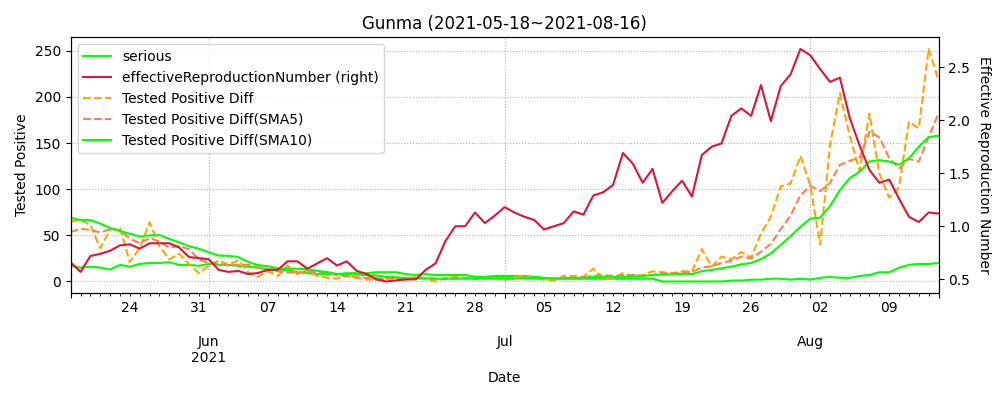 Gunma (2021-05-18~2021-08-16)
serious
effectiveReproductionNumber (right)
Tested Positive Diff
Tested Positive Diff(SMA5)
Tested Positive Diff(SMA10)
Tested Positive
250
200
150
100
50
0
2.5
2.0
1.5
1.0
0.5
Effective Reproduction Number
24 31 07 14 21 28 05 12 19 26 02 09
Jun Jul Aug
2021
Date